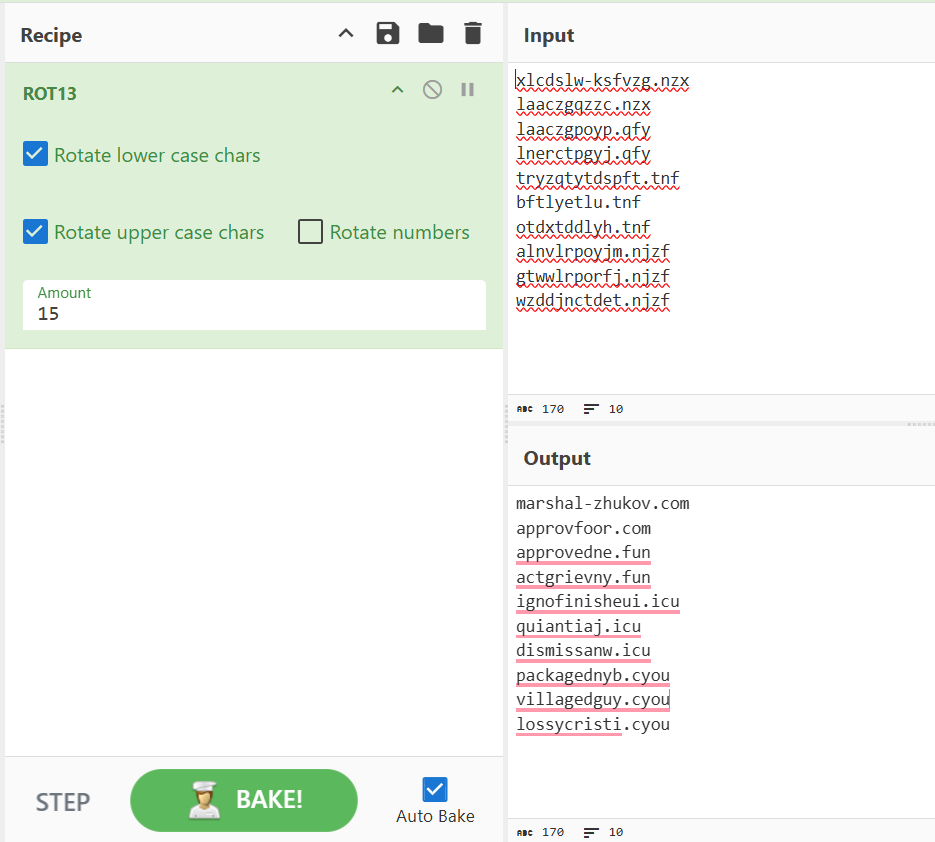 Recipe
ROT13
Rotate lower case chars
Rotate upper case chars
Rotate numbers
Amount
15
STEP
BAKE!
Auto Bake
Input
xlcdslw-ksfvzg.nzx
laaczgqzzc.nzx
laaczgpoyp.qfy
lnerctpgyj.qfy
tryzqtytdspft.tnf
bftlyetlu.tnf
otdxtddlyh.tnf
alnvlrpoyjm.njzf
gtwwlrporfj.njzf
wzddjnctdet.njzf
ABC 170 10
Output
marshal-zhukov.com
approvfoor.com
approvedne.fun
actgrievny.fun
ignofinisheui.icu
quiantiaj.icu
dismissanw.icu
packagednyb.cyou
villagedguy.cyou
lossycristi.cyou
ABC 170 10